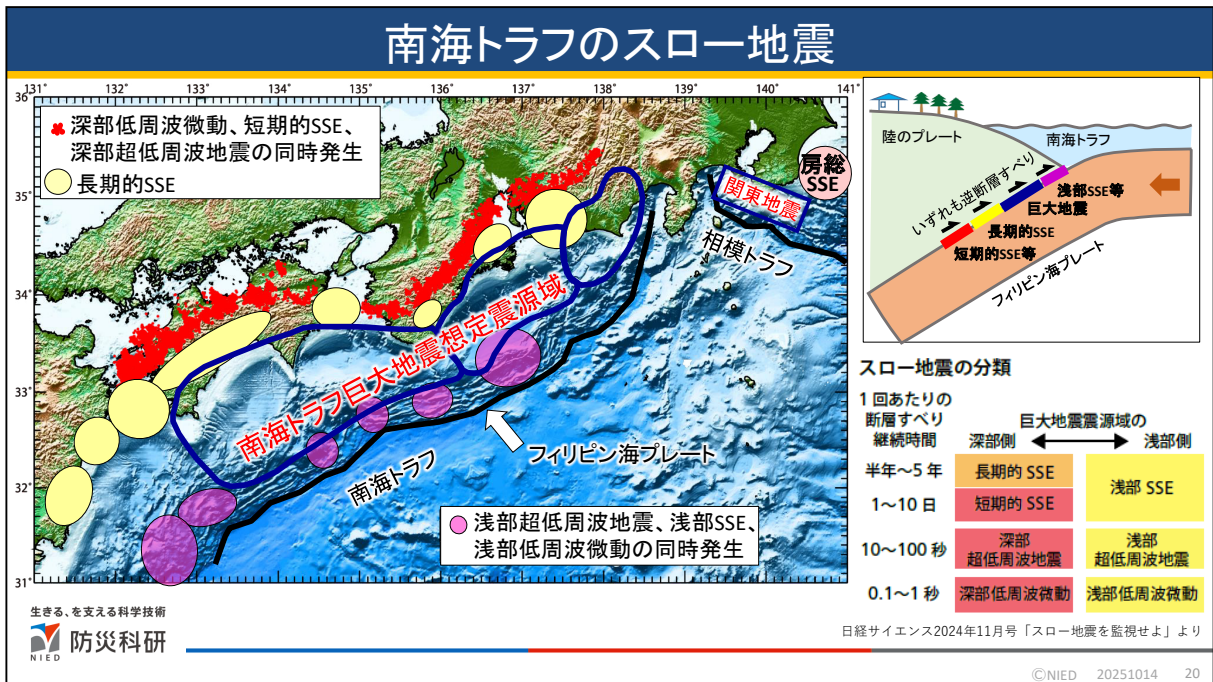 南海トラフのスロー地震
131° 132° 133° 134° 135° 136° 137° 138° 139° 140° 141°
36°
35°
34°
33°
32°
31°
深部低周波微動、短期的SSE、
深部超低周波地震の同時発生
長期的SSE
房総
SSE
関東地震
相模トラフ
南海トラフ巨大地震想定震源域
フィリピン海プレート
南海トラフ
浅部超低周波地震、浅部SSE、
浅部低周波微動の同時発生
陸のプレート
南海トラフ
いずれも逆断層すべり
浅部SSE等
巨大地震
長期的SSE
短期的SSE等
フィリピン海プレート
スロー地震の分類
1回あたりの
断層すべり
継続時間
巨大地震震源域の
深部側
浅部側
半年~5年
長期的 SSE
浅部 SSE
1~10日
短期的 SSE
10~100秒
深部
超低周波地震
浅部
超低周波地震
0.1~1秒
深部低周波微動
浅部低周波微動
日経サイエンス2024年11月号「スロー地震を監視せよ」より
生きる、を支える科学技術
防災科研
NIED
©NIED 20251014 20